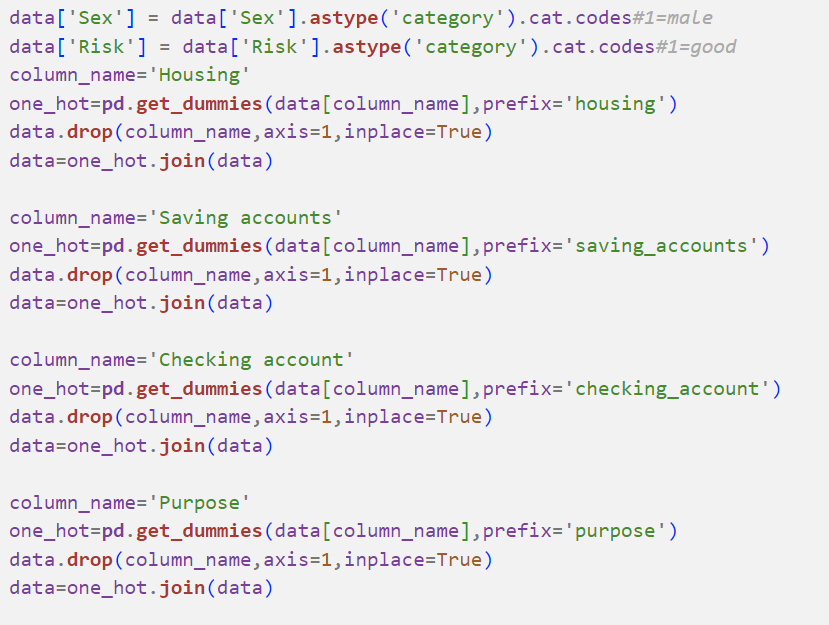 data['Sex'] = data['Sex'].astype('category').cat.codes#1=male
data['Risk'] = data['Risk'].astype('category').cat.codes#1=good
column_name='Housing'
one_hot=pd.get_dummies(data[column_name],prefix='housing')
data.drop(column_name,axis=1,inplace=True)
data=one_hot.join(data)

column_name='Saving accounts'
one_hot=pd.get_dummies(data[column_name],prefix='saving_accounts')
data.drop(column_name,axis=1,inplace=True)
data=one_hot.join(data)

column_name='Checking account'
one_hot=pd.get_dummies(data[column_name],prefix='checking_account')
data.drop(column_name,axis=1,inplace=True)
data=one_hot.join(data)

column_name='Purpose'
one_hot=pd.get_dummies(data[column_name],prefix='purpose')
data.drop(column_name,axis=1,inplace=True)
data=one_hot.join(data)